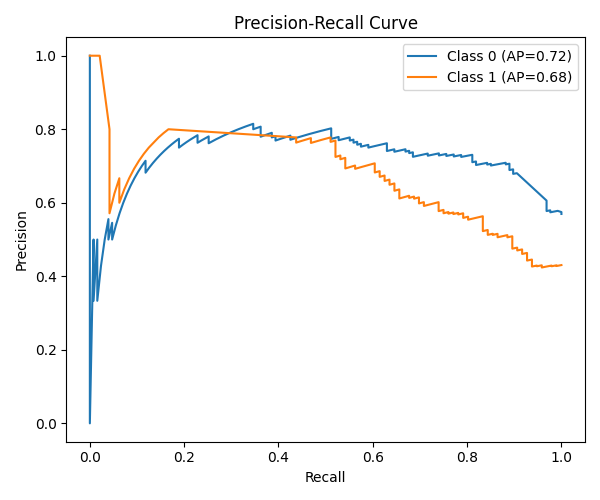 Precision-Recall Curve
Class 0 (AP=0.72)
Class 1 (AP=0.68)
1.0
0.8
0.6
0.4
0.2
0.0
Precision
0.0 0.2 0.4 0.6 0.8 1.0
Recall